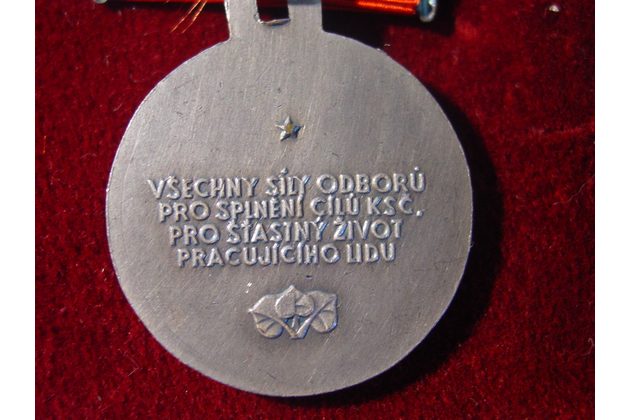 VŠECHNY SÍLY ODBORŮ
PRO SPLNĚNÍ CÍLŮ KSČ.
PRO ŠŤASTNÝ ŽIVOT
PRACUJÍCÍHO LIDU